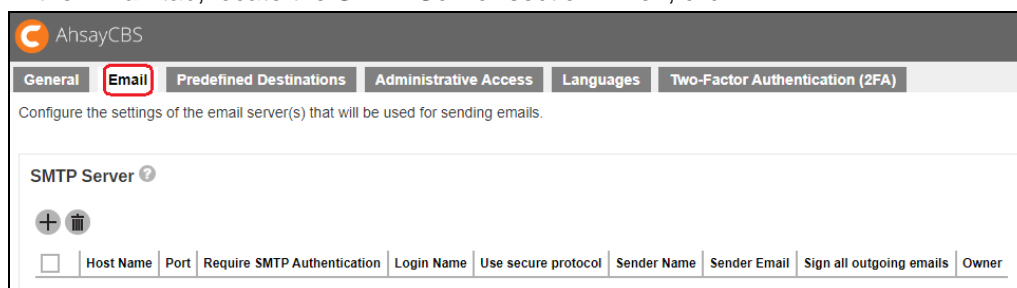 AhsayCBS
General Email Predefined Destinations Administrative Access Languages Two-Factor Authentication (2FA)
Configure the settings of the email server(s) that will be used for sending emails.
SMTP Server
Host Name Port Require SMTP Authentication Login Name Use secure protocol Sender Name Sender Email Sign all outgoing emails Owner